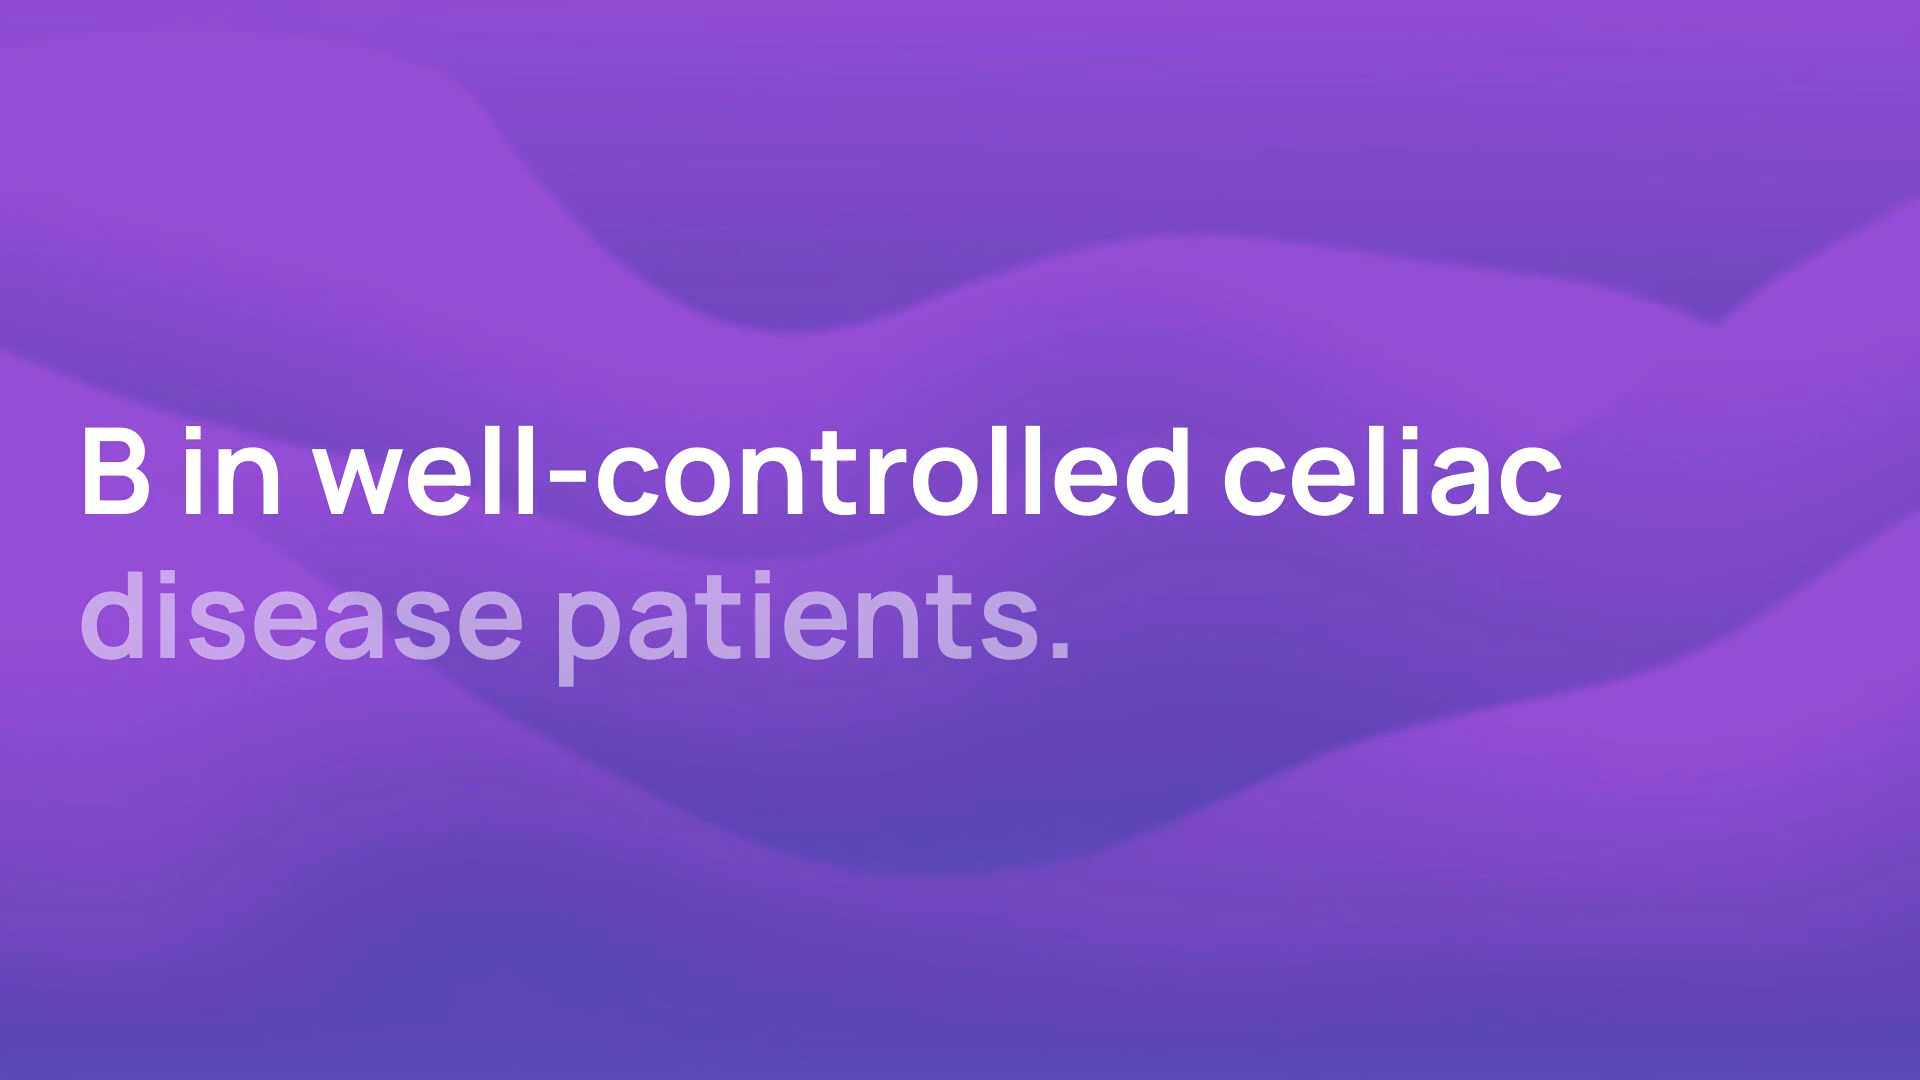 B in well-controlled celiac
disease patients.